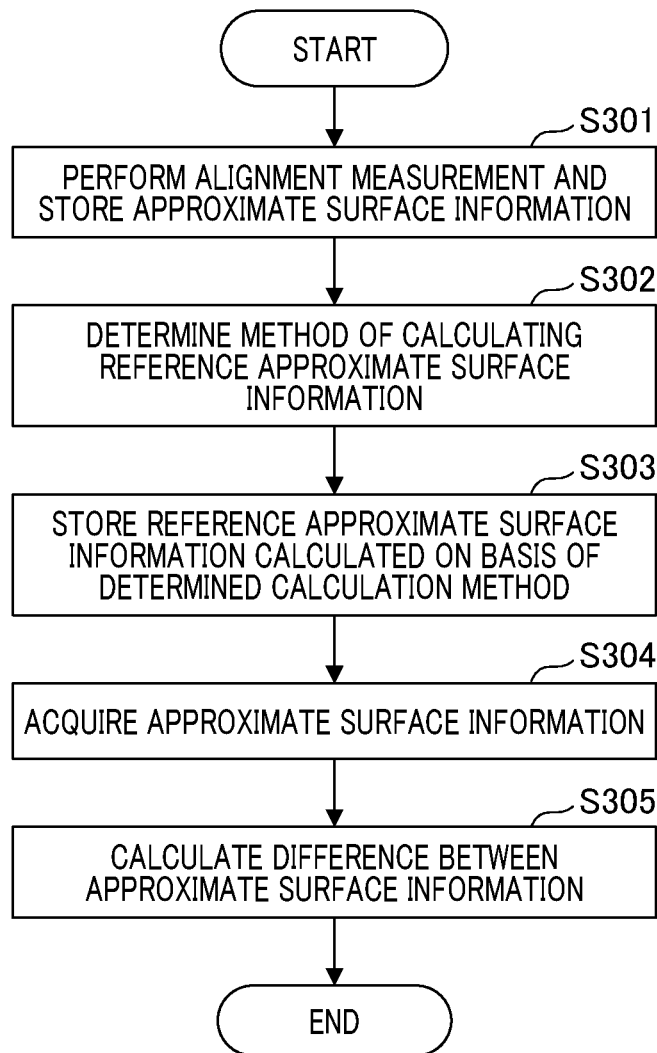 START
S301
PERFORM ALIGNMENT MEASUREMENT AND
STORE APPROXIMATE SURFACE INFORMATION
S302
DETERMINE METHOD OF CALCULATING
REFERENCE APPROXIMATE SURFACE
INFORMATION
S303
STORE REFERENCE APPROXIMATE SURFACE
INFORMATION CALCULATED ON BASIS OF
DETERMINED CALCULATION METHOD
S304
ACQUIRE APPROXIMATE SURFACE INFORMATION
S305
CALCULATE DIFFERENCE BETWEEN
APPROXIMATE SURFACE INFORMATION
END